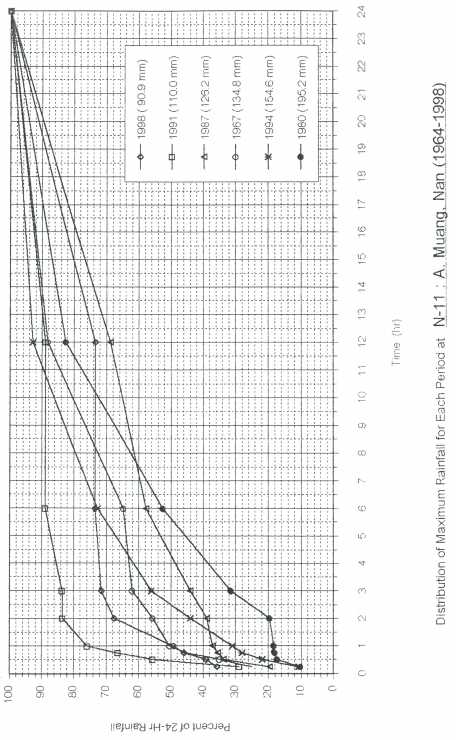 100
90
80
70
60
50
40
30
20
10
0
Percent of 24-Hr Rainfall
0 1 2 3 4 5 6 7 8 9 10 11 12 13 14 15 16 17 18 19 20 21 22 23 24
Time (hr)
1998 (90.9 mm)
1991 (110.0 mm)
1987 (126.2 mm)
1967 (134.8 mm)
1994 (154.6 mm)
1980 (195.2 mm)
Distribution of Maximum Rainfall for Each Period at N-11 : A. Muang, Nan (1964-1998)